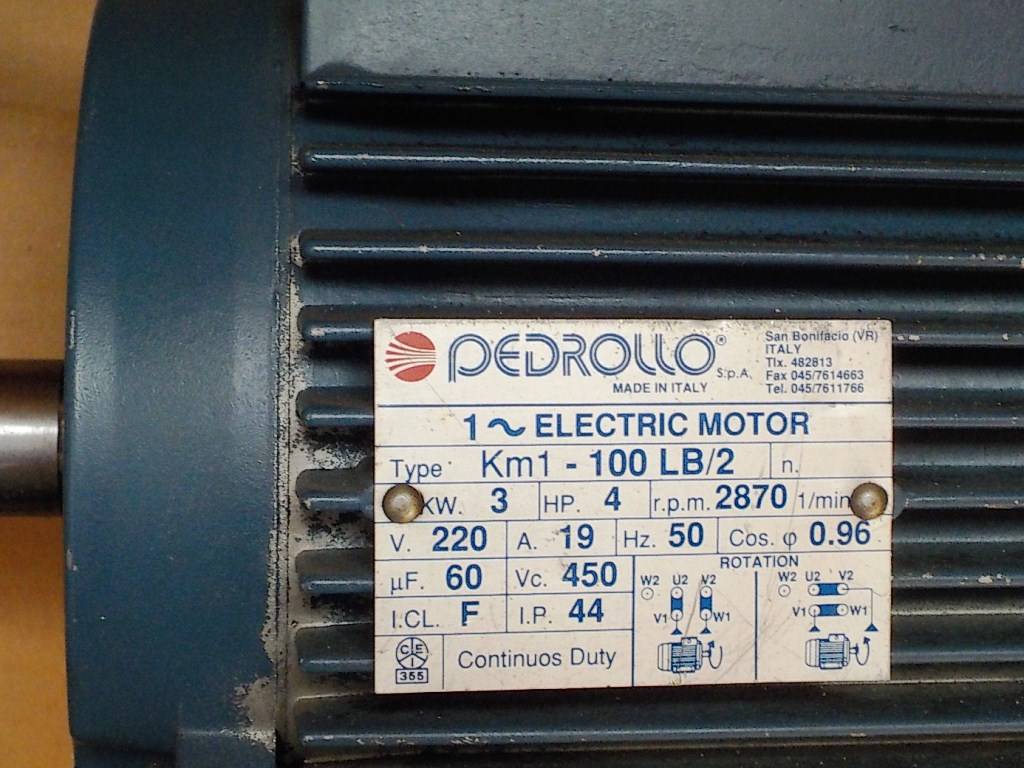 PEDROLLO® S.p.A.
MADE IN ITALY
San Bonifacio (VR)
ITALY
Tlx. 482813
Fax 045/7614663
Tel. 045/7611766
1~ ELECTRIC MOTOR
Type Km1 - 100 LB/2 n.
KW. 3 HP. 4 r.p.m. 2870 1/min
V. 220 A. 19 Hz. 50 Cos. φ 0.96
µF. 60 Vc. 450
I.CL. F I.P. 44
CEI
355
Continuos Duty
ROTATION
W2 U2 V2
V1 W1
W2 U2 V2
V1 W1